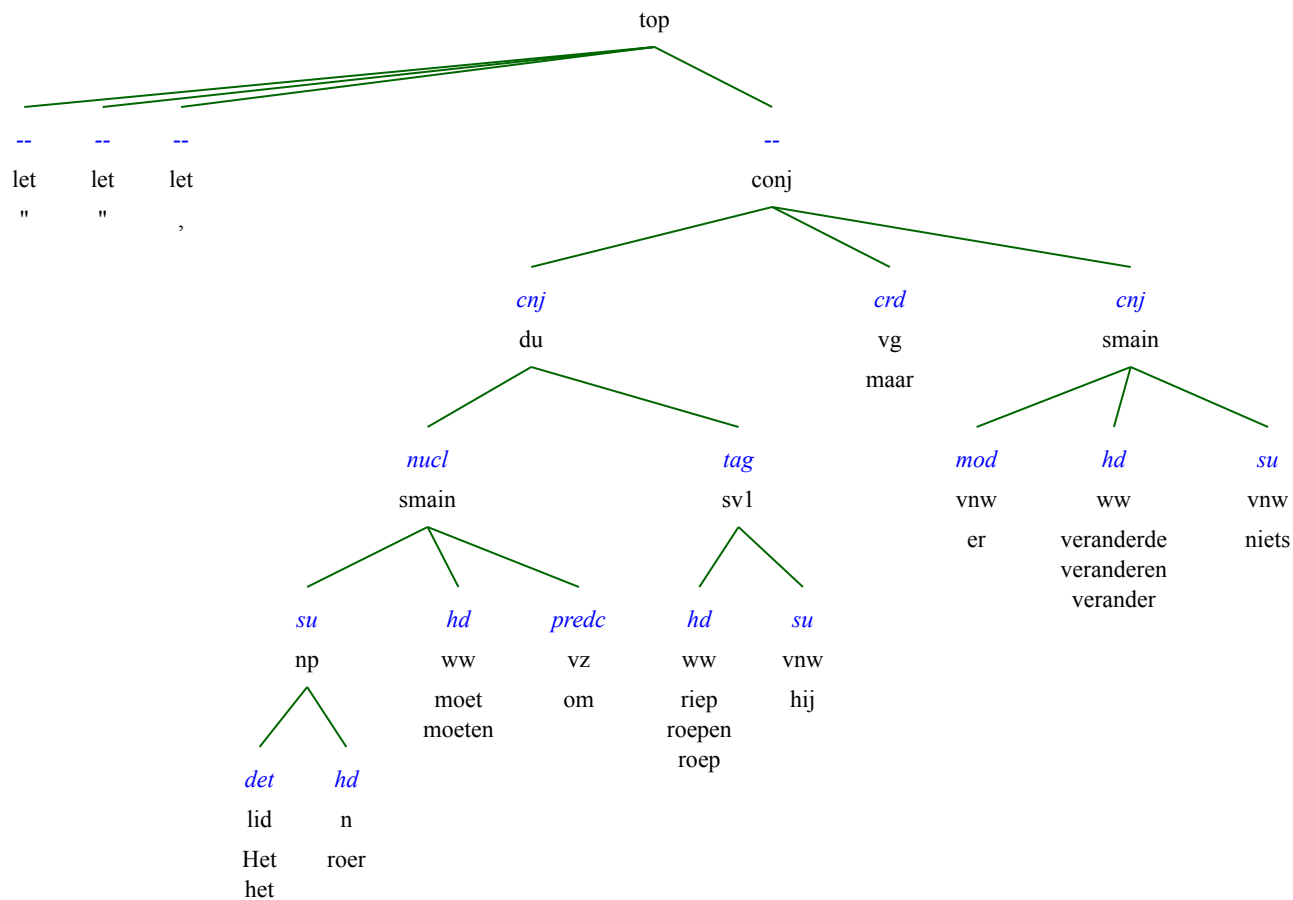 top
-- -- -- --
let let let conj
" " ,
cnj crd cnj
du vg smain
maar
nucl tag mod hd su
smain sv1 vnw ww vnw
er veranderde niets
veranderen
verander
su hd predc hd su
np ww vz ww vnw
moet om riep hij
moeten roepen
roep
det hd
lid n
Het roer
het